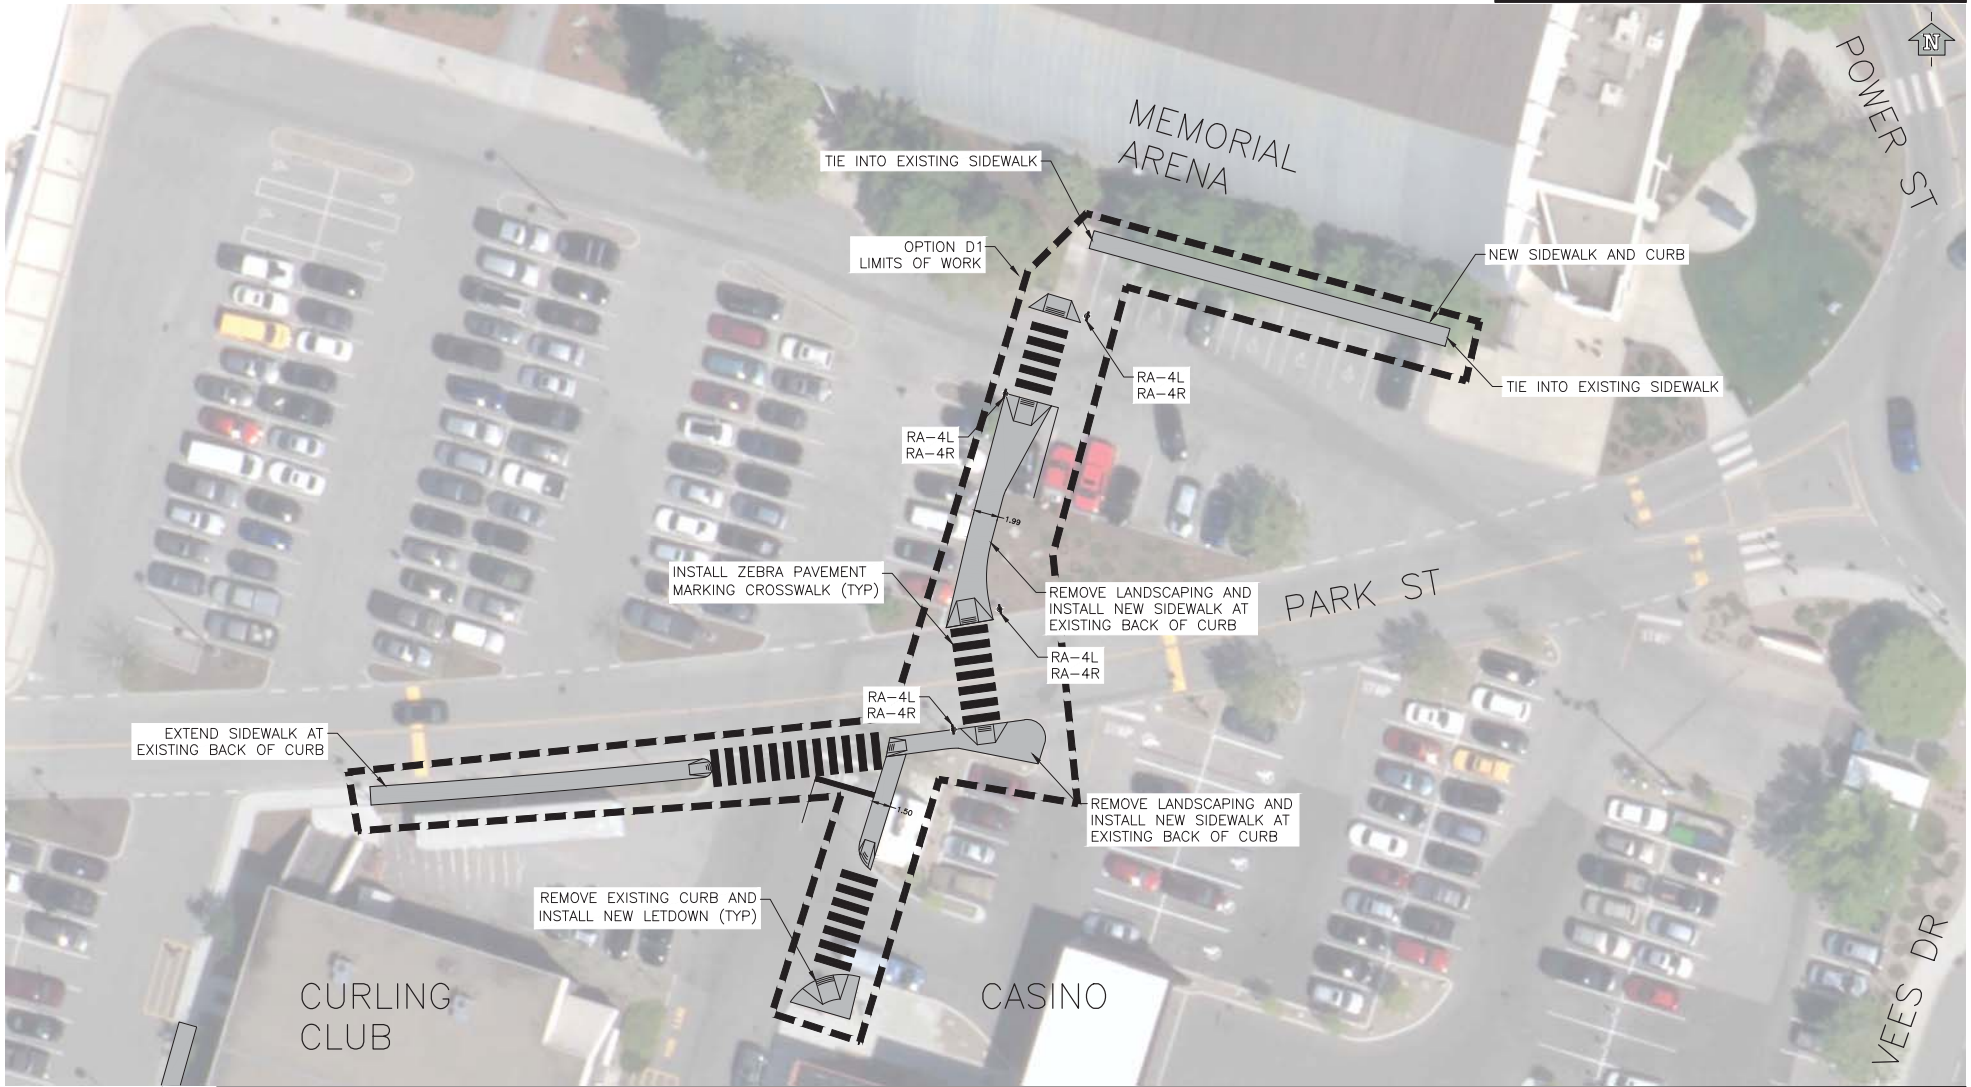 N
POWER ST
MEMORIAL
ARENA
TIE INTO EXISTING SIDEWALK
OPTION D1
LIMITS OF WORK
NEW SIDEWALK AND CURB
RA-4L
RA-4R
TIE INTO EXISTING SIDEWALK
RA-4L
RA-4R
1.99
INSTALL ZEBRA PAVEMENT
MARKING CROSSWALK (TYP)
REMOVE LANDSCAPING AND
INSTALL NEW SIDEWALK AT
EXISTING BACK OF CURB
PARK ST
RA-4L
RA-4R
RA-4L
RA-4R
EXTEND SIDEWALK AT
EXISTING BACK OF CURB
1.50
REMOVE LANDSCAPING AND
INSTALL NEW SIDEWALK AT
EXISTING BACK OF CURB
REMOVE EXISTING CURB AND
INSTALL NEW LETDOWN (TYP)
CURLING
CLUB
CASINO
VEES DR